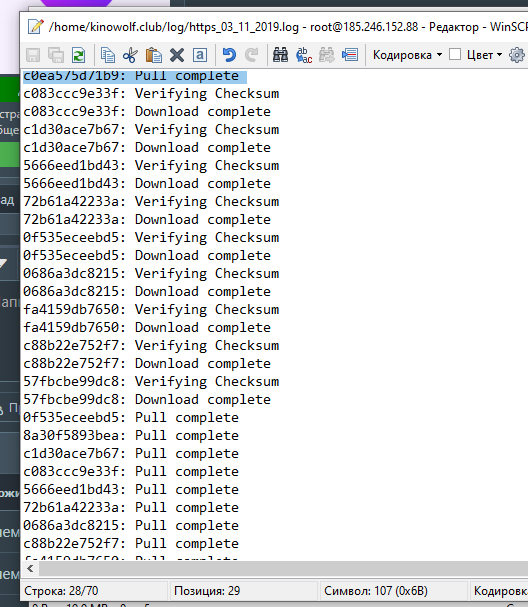 /home/kinowolf.club/log/https_03_11_2019.log - root@185.246.152.88 - Редактор - WinSCP
Кодировка
Цвет
c0ea575d71b9: Pull complete
c083ccc9e33f: Verifying Checksum
c083ccc9e33f: Download complete
c1d30ace7b67: Verifying Checksum
c1d30ace7b67: Download complete
5666eed1bd43: Verifying Checksum
5666eed1bd43: Download complete
72b61a42233a: Verifying Checksum
72b61a42233a: Download complete
0f535eceebd5: Verifying Checksum
0f535eceebd5: Download complete
0686a3dc8215: Verifying Checksum
0686a3dc8215: Download complete
fa4159db7650: Verifying Checksum
fa4159db7650: Download complete
c88b22e752f7: Verifying Checksum
c88b22e752f7: Download complete
57fbcbe99dc8: Verifying Checksum
57fbcbe99dc8: Download complete
0f535eceebd5: Pull complete
8a30f5893bea: Pull complete
c1d30ace7b67: Pull complete
c083ccc9e33f: Pull complete
5666eed1bd43: Pull complete
72b61a42233a: Pull complete
0686a3dc8215: Pull complete
c88b22e752f7: Pull complete
Строка: 28/70
Позиция: 29
Символ: 107 (0x6B)
Кодировк